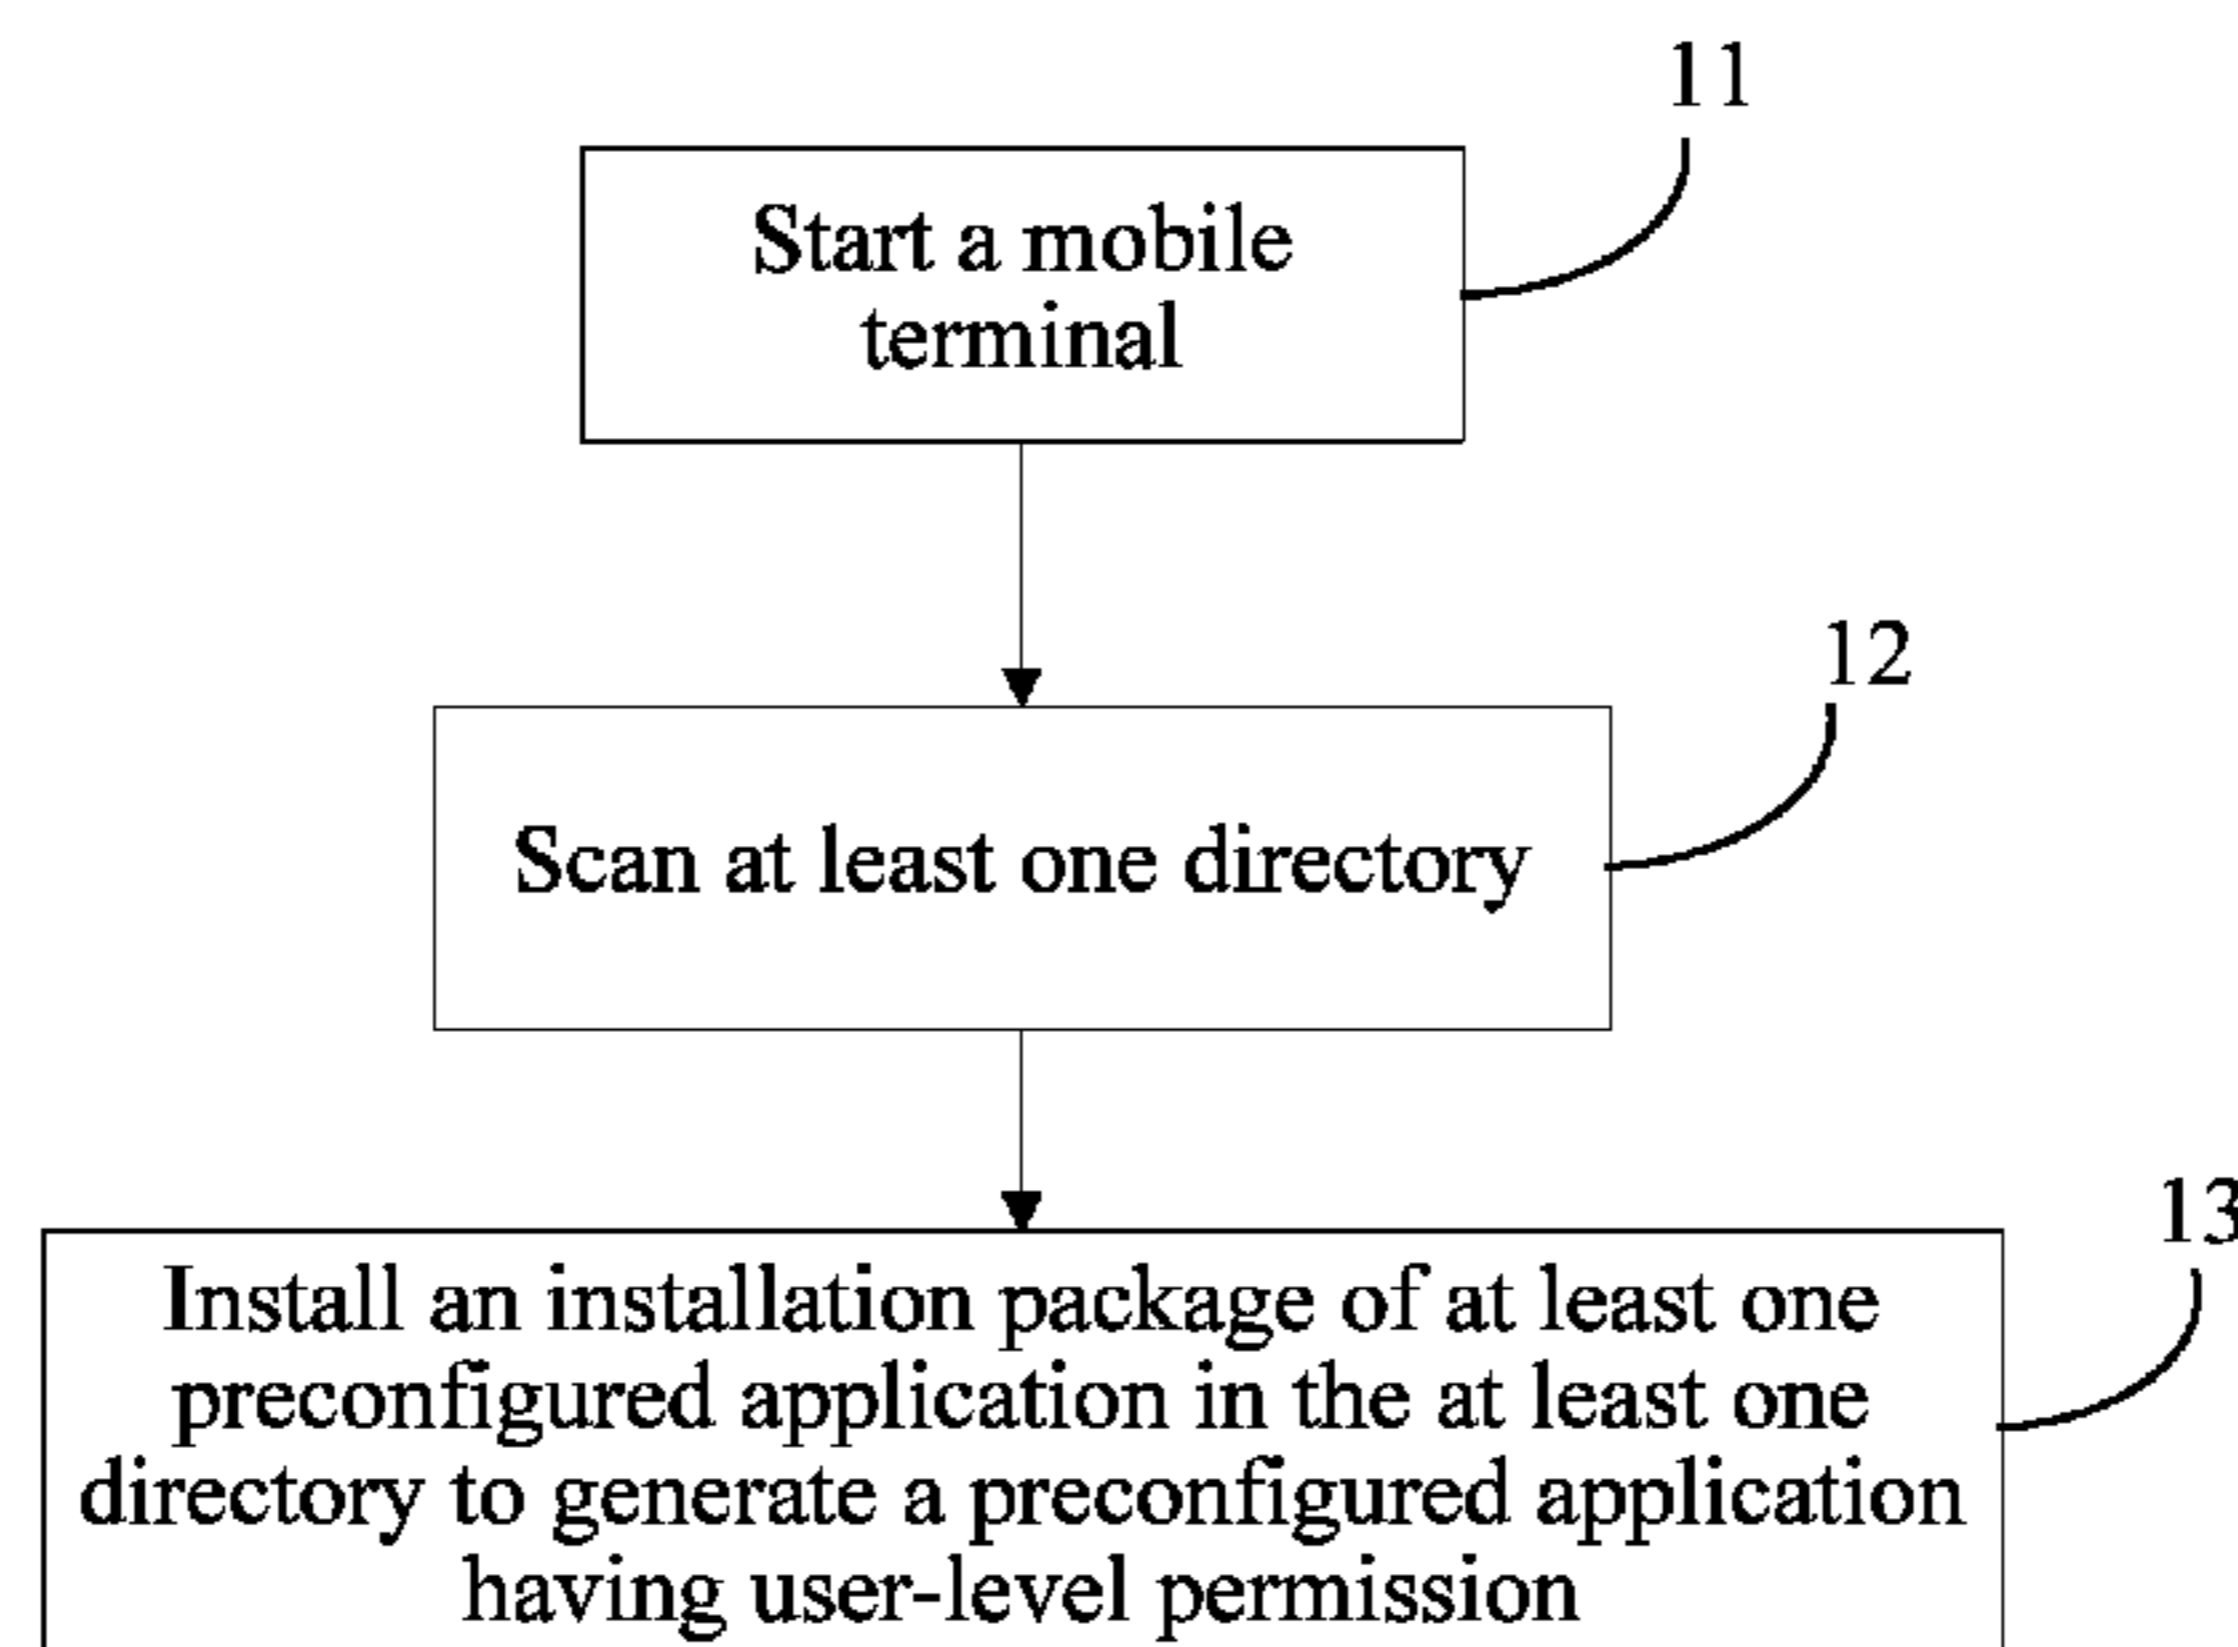 11
Start a mobile
terminal
12
Scan at least one directory
13
Install an installation package of at least one
preconfigured application in the at least one
directory to generate a preconfigured application
having user-level permission